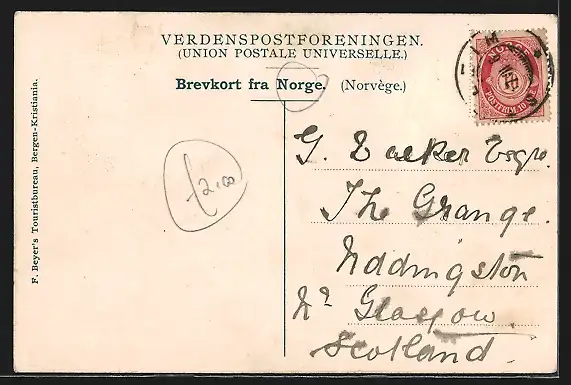 VERDENSPOSTFORENINGEN.
(UNION POSTALE UNIVERSELLE.)
Brevkort fra Norge. (Norvège.)
NORGE
POSTFRIM. 10
F. Beyer's Touristbureau, Bergen-Kristiania.
£2.00
G. Esqre.
The Grange.
Uddingston
Nr Glasgow.
Scotland.